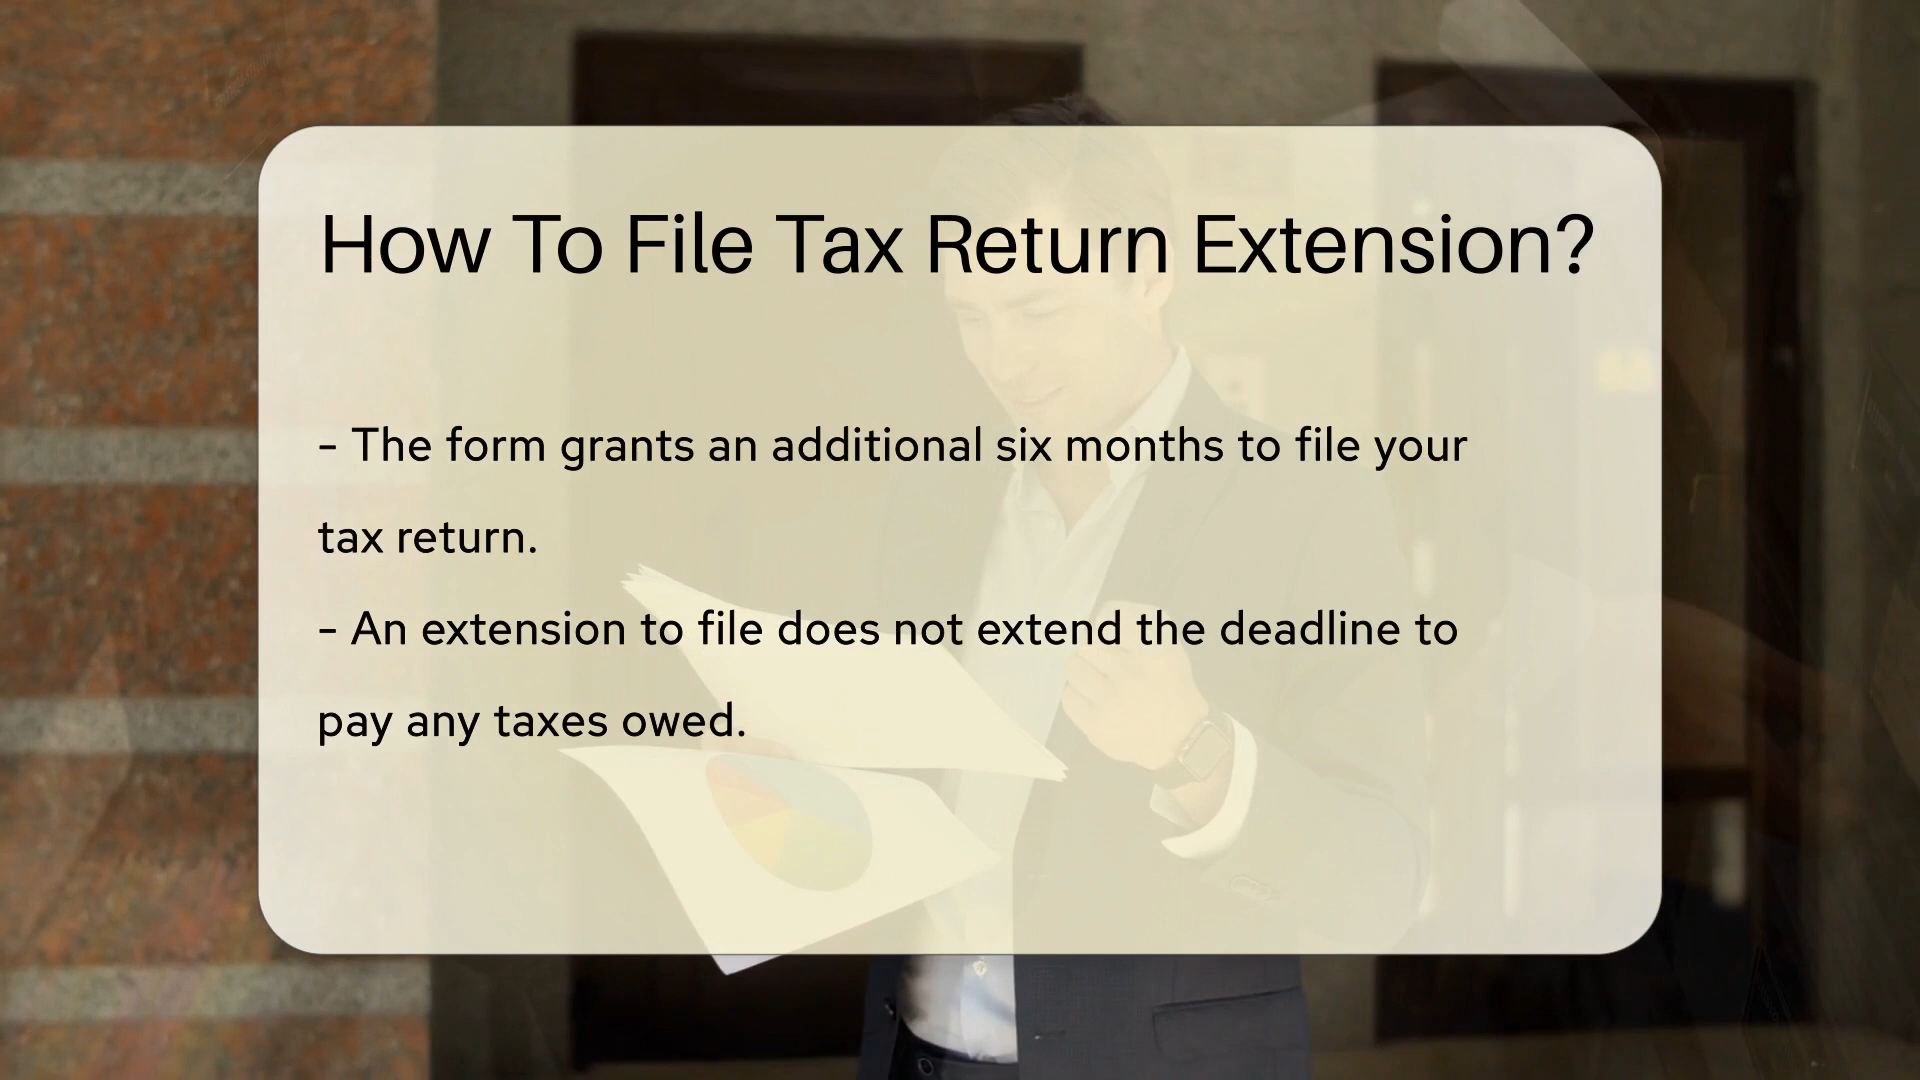 How To File Tax Return Extension?
- The form grants an additional six months to file your
tax return.
- An extension to file does not extend the deadline to
pay any taxes owed.